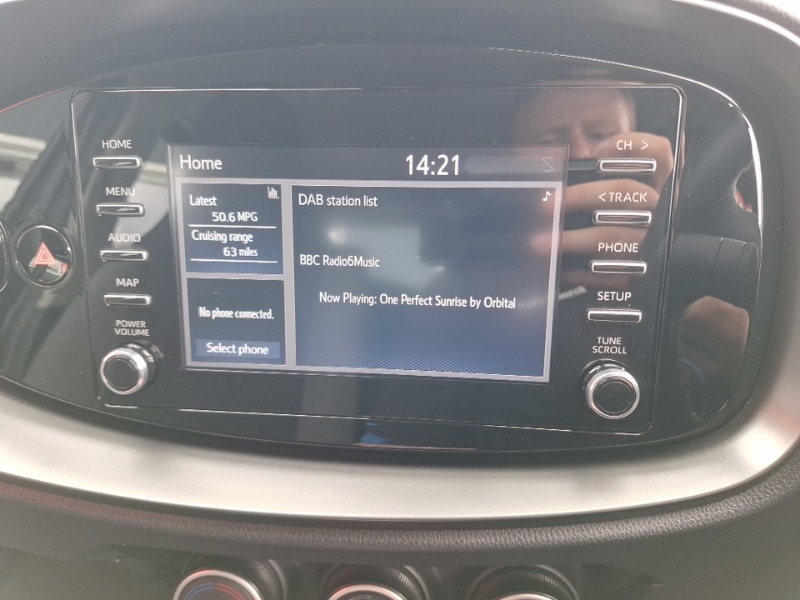 HOME
MENU
AUDIO
MAP
POWER
VOLUME
Home
14:21
Latest
50.6 MPG
Cruising range
63 miles
No phone connected.
Select phone
DAB station list
BBC Radio6Music
Now Playing: One Perfect Sunrise by Orbital
CH >
< TRACK
PHONE
SETUP
TUNE
SCROLL